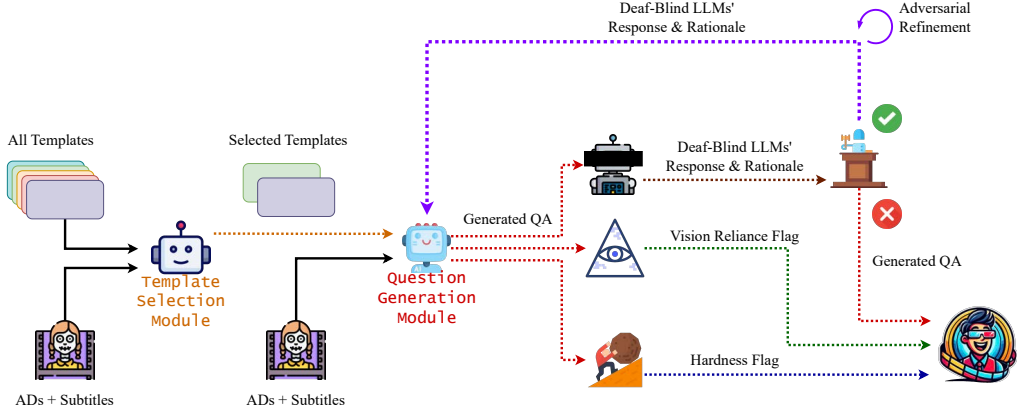 Deaf-Blind LLMs'
Response & Rationale
Adversarial
Refinement
All Templates
Selected Templates
Deaf-Blind LLMs'
Response & Rationale
Generated QA
Vision Reliance Flag
Generated QA
Template
Selection
Module
Question
Generation
Module
Hardness Flag
ADs + Subtitles
ADs + Subtitles